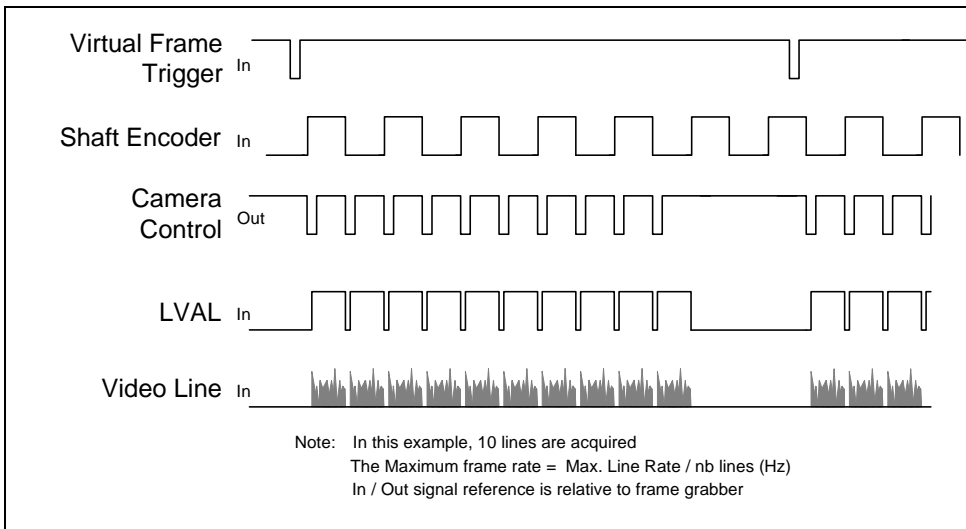 Virtual Frame
Trigger In
Shaft Encoder In
Camera
Control Out
LVAL In
Video Line In
Note: In this example, 10 lines are acquired
The Maximum frame rate = Max. Line Rate / nb lines (Hz)
In / Out signal reference is relative to frame grabber